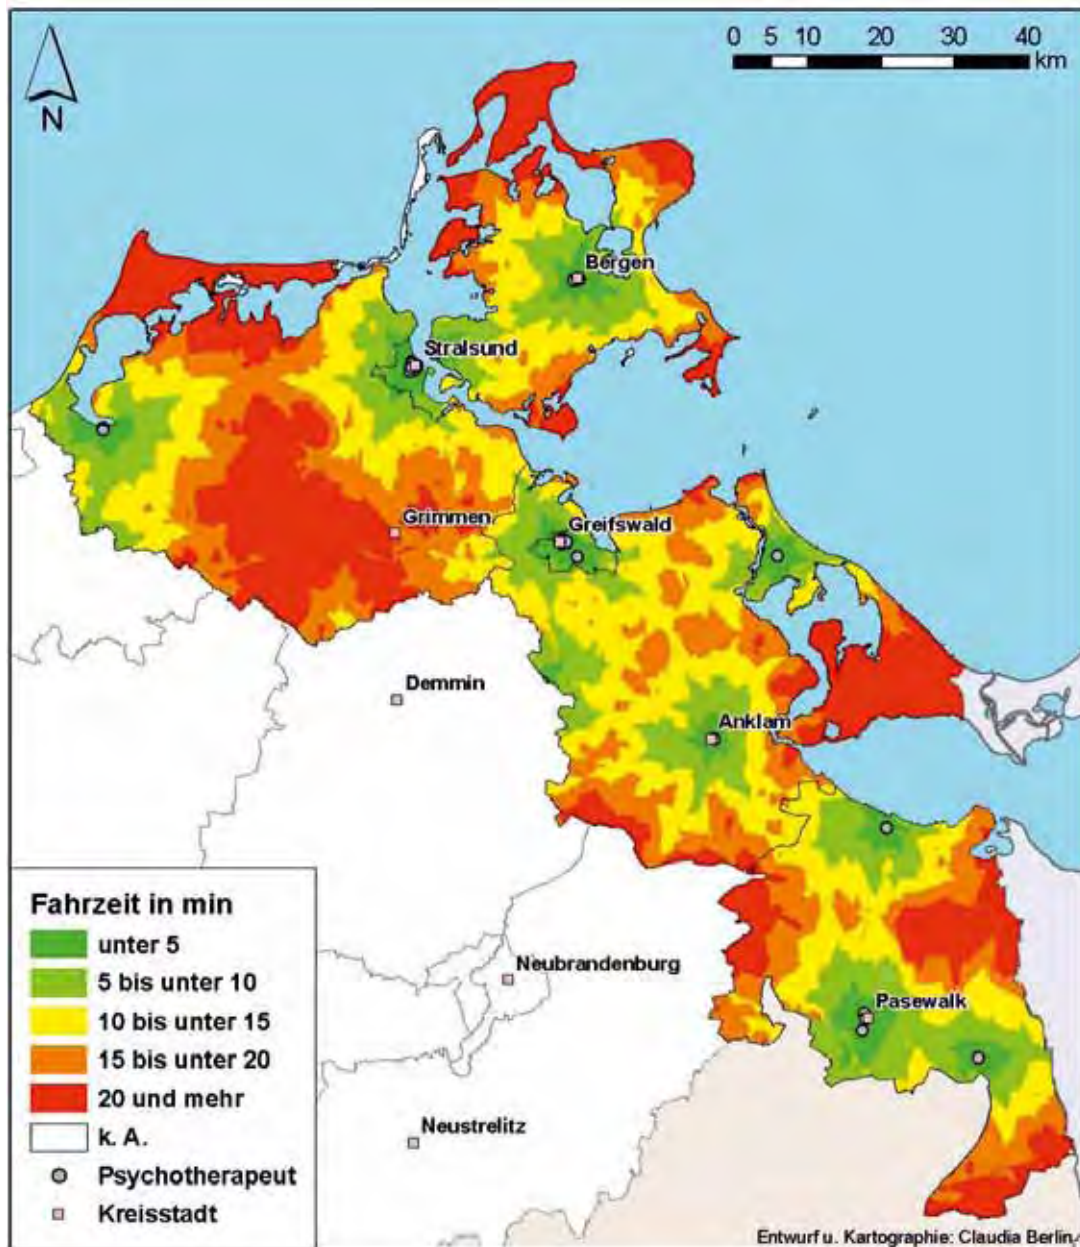 0 5 10 20 30 40
km
N
Bergen
Stralsund
Grimmen
Greifswald
Demmin
Anklam
Neubrandenburg
Pasewalk
Neustrelitz
Fahrzeit in min
unter 5
5 bis unter 10
10 bis unter 15
15 bis unter 20
20 und mehr
k. A.
Psychotherapeut
Kreisstadt
Entwurf u. Kartographie: Claudia Berlin